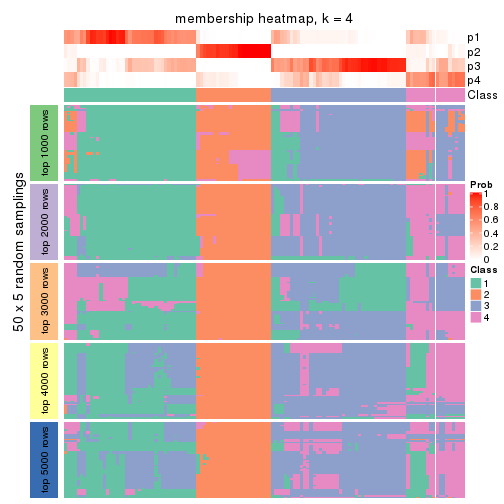 membership heatmap, k = 4
p1
p2
p3
p4
Class
50 x 5 random samplings
top 1000 rows
top 2000 rows
top 3000 rows
top 4000 rows
top 5000 rows
Prob
1
0.8
0.6
0.4
0.2
0
Class
1
2
3
4